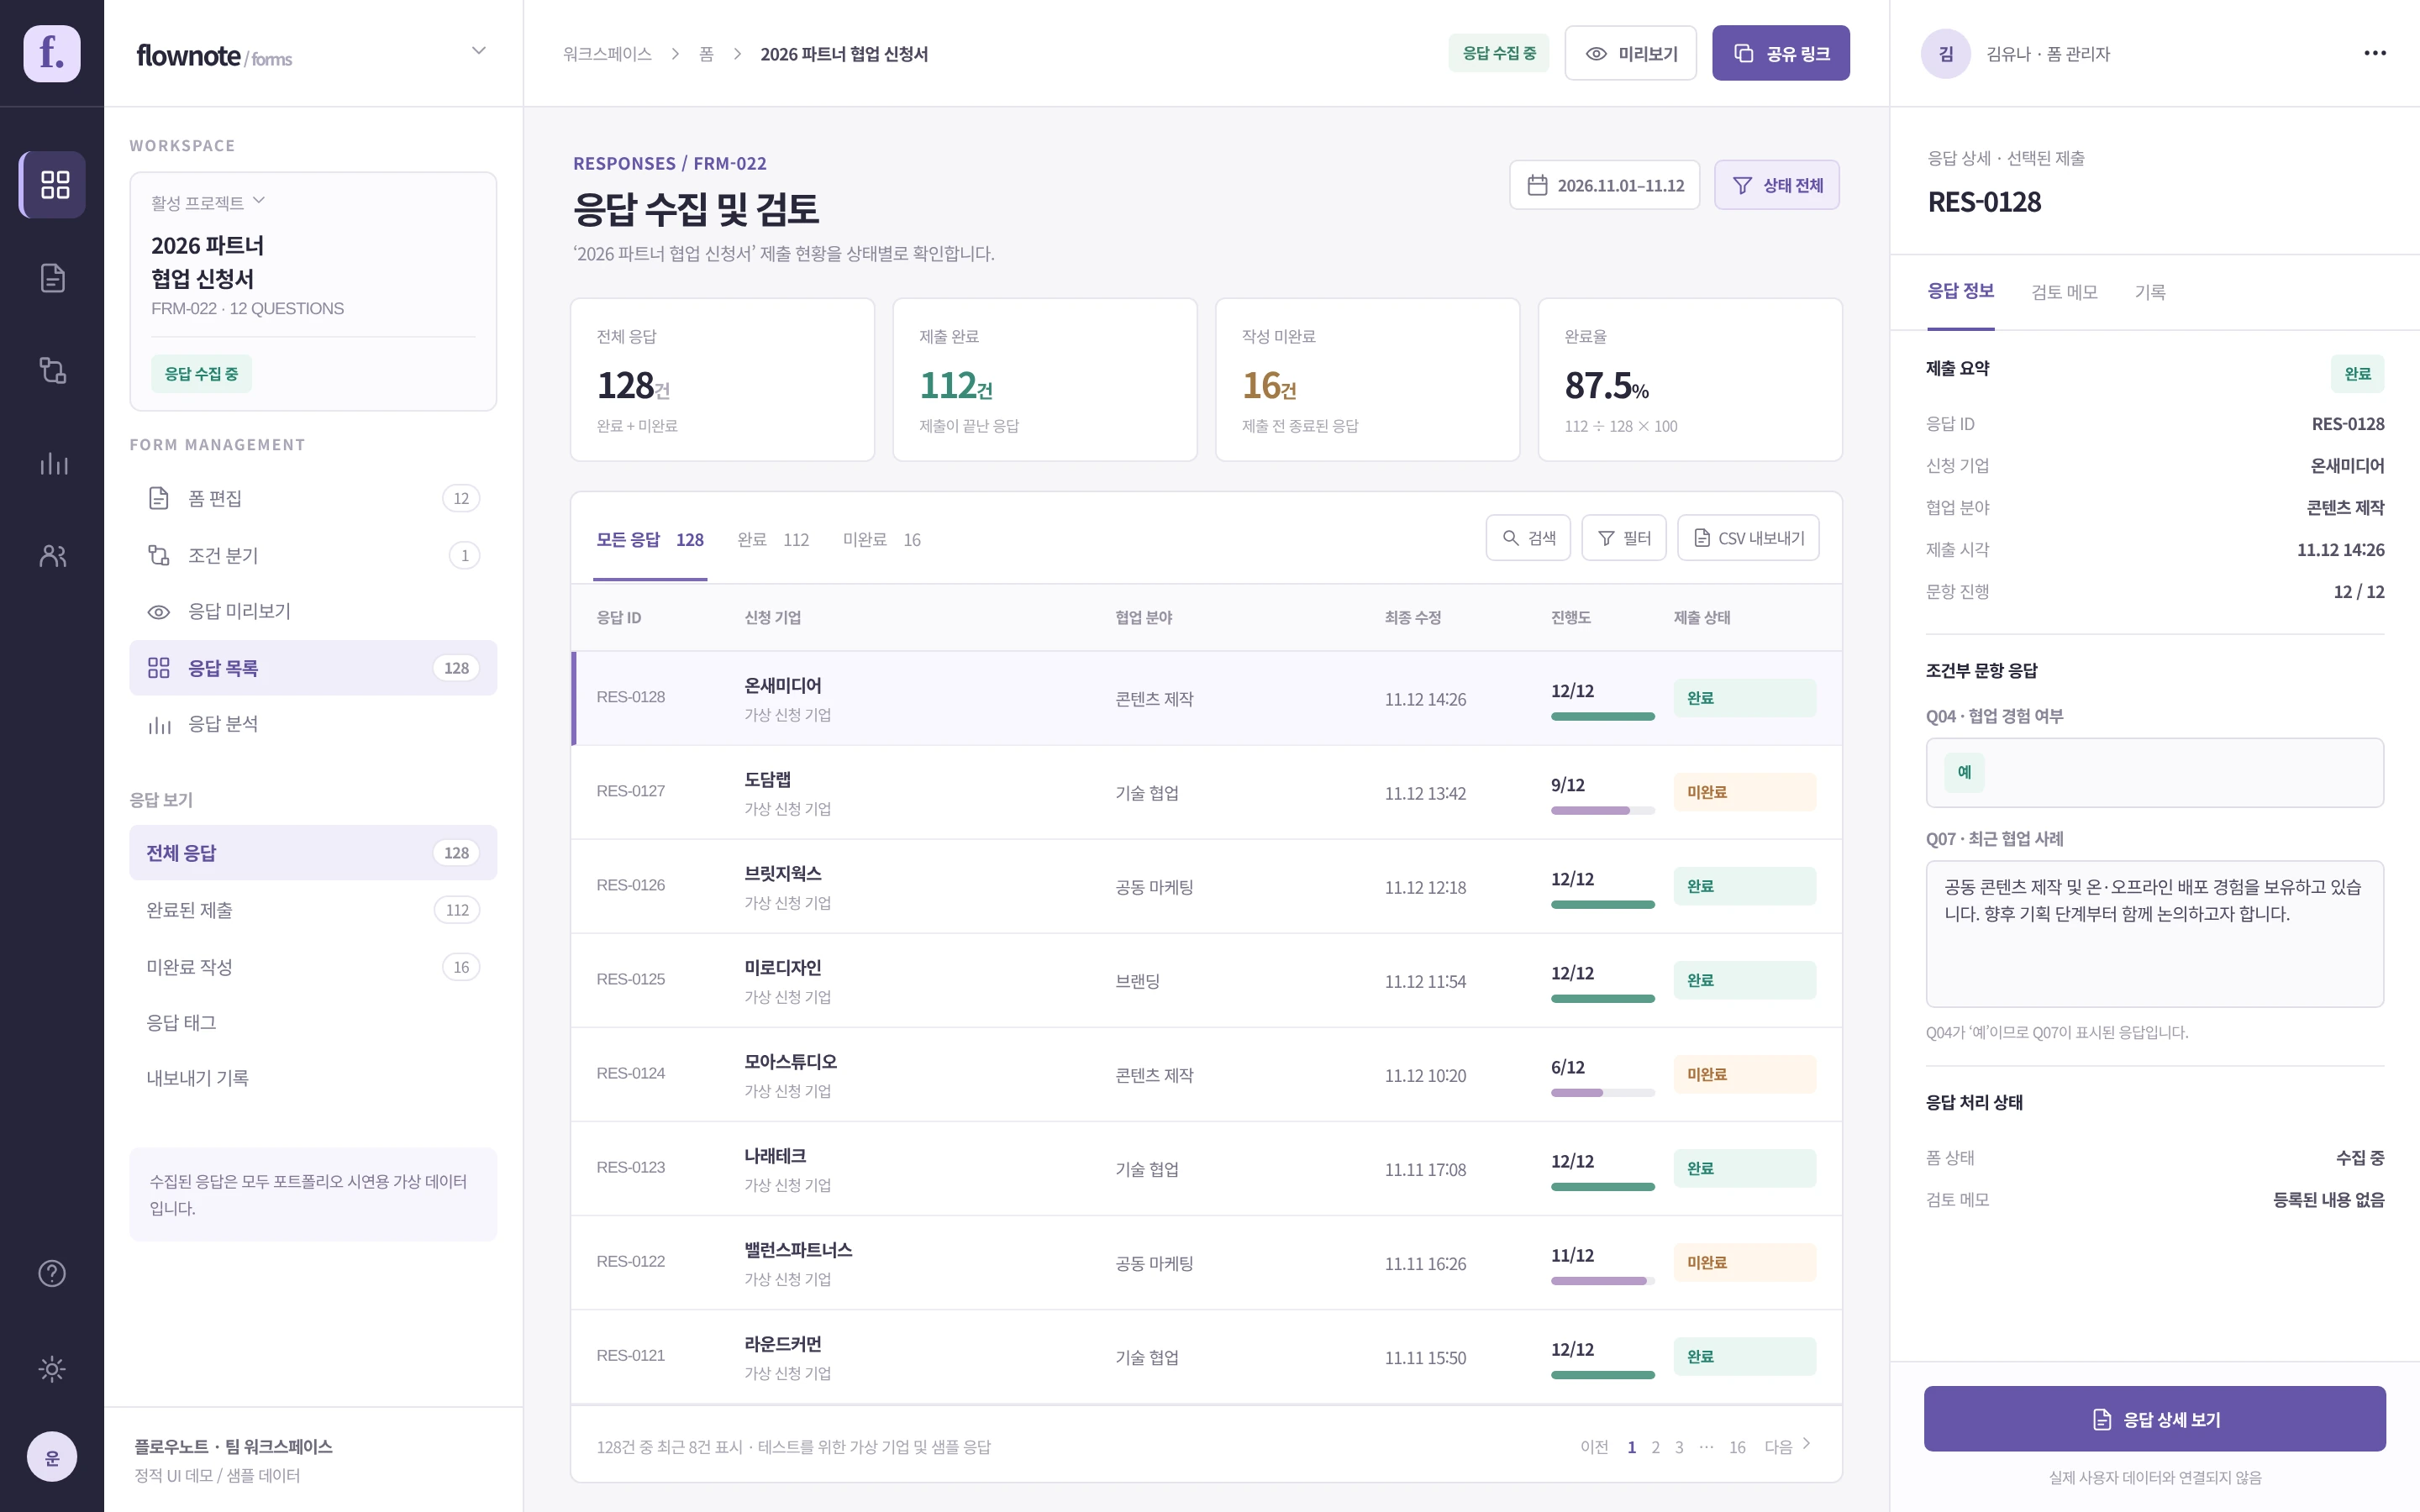 f.
flownote / forms
WORKSPACE
활성 프로젝트
2026 파트너
협업 신청서
FRM-022 · 12 QUESTIONS
응답 수집 중
FORM MANAGEMENT
폼 편집 12
조건 분기 1
응답 미리보기
응답 목록 128
응답 분석
응답 보기
전체 응답 128
완료된 제출 112
미완료 작성 16
응답 태그
내보내기 기록
수집된 응답은 모두 포트폴리오 시연용 가상 데이터
입니다.
플로우노트 · 팀 워크스페이스
정적 UI 데모 / 샘플 데이터
운
워크스페이스 > 폼 > 2026 파트너 협업 신청서
응답 수집 중
미리보기
공유 링크
RESPONSES / FRM-022
응답 수집 및 검토
‘2026 파트너 협업 신청서’ 제출 현황을 상태별로 확인합니다.
2026.11.01–11.12
상태 전체
전체 응답
128건
완료 + 미완료
제출 완료
112건
제출이 끝난 응답
작성 미완료
16건
제출 전 종료된 응답
완료율
87.5%
112 ÷ 128 × 100
모든 응답 128 완료 112 미완료 16
검색
필터
CSV 내보내기
응답 ID 신청 기업 협업 분야 최종 수정 진행도 제출 상태
RES-0128 온새미디어 콘텐츠 제작 11.12 14:26 12/12 완료
가상 신청 기업
RES-0127 도담랩 기술 협업 11.12 13:42 9/12 미완료
가상 신청 기업
RES-0126 브릿지웍스 공동 마케팅 11.12 12:18 12/12 완료
가상 신청 기업
RES-0125 미로디자인 브랜딩 11.12 11:54 12/12 완료
가상 신청 기업
RES-0124 모아스튜디오 콘텐츠 제작 11.12 10:20 6/12 미완료
가상 신청 기업
RES-0123 나래테크 기술 협업 11.11 17:08 12/12 완료
가상 신청 기업
RES-0122 밸런스파트너스 공동 마케팅 11.11 16:26 11/12 미완료
가상 신청 기업
RES-0121 라운드커먼 기술 협업 11.11 15:50 12/12 완료
가상 신청 기업
128건 중 최근 8건 표시 · 테스트를 위한 가상 기업 및 샘플 응답
이전 1 2 3 ··· 16 다음 >
김
김유나 · 폼 관리자
응답 상세 · 선택된 제출
RES-0128
응답 정보 검토 메모 기록
제출 요약 완료
응답 ID RES-0128
신청 기업 온새미디어
협업 분야 콘텐츠 제작
제출 시각 11.12 14:26
문항 진행 12 / 12
조건부 문항 응답
Q04 · 협업 경험 여부
예
Q07 · 최근 협업 사례
공동 콘텐츠 제작 및 온·오프라인 배포 경험을 보유하고 있습
니다. 향후 기획 단계부터 함께 논의하고자 합니다.
Q04가 ‘예’이므로 Q07이 표시된 응답입니다.
응답 처리 상태
폼 상태 수집 중
검토 메모 등록된 내용 없음
응답 상세 보기
실제 사용자 데이터와 연결되지 않음